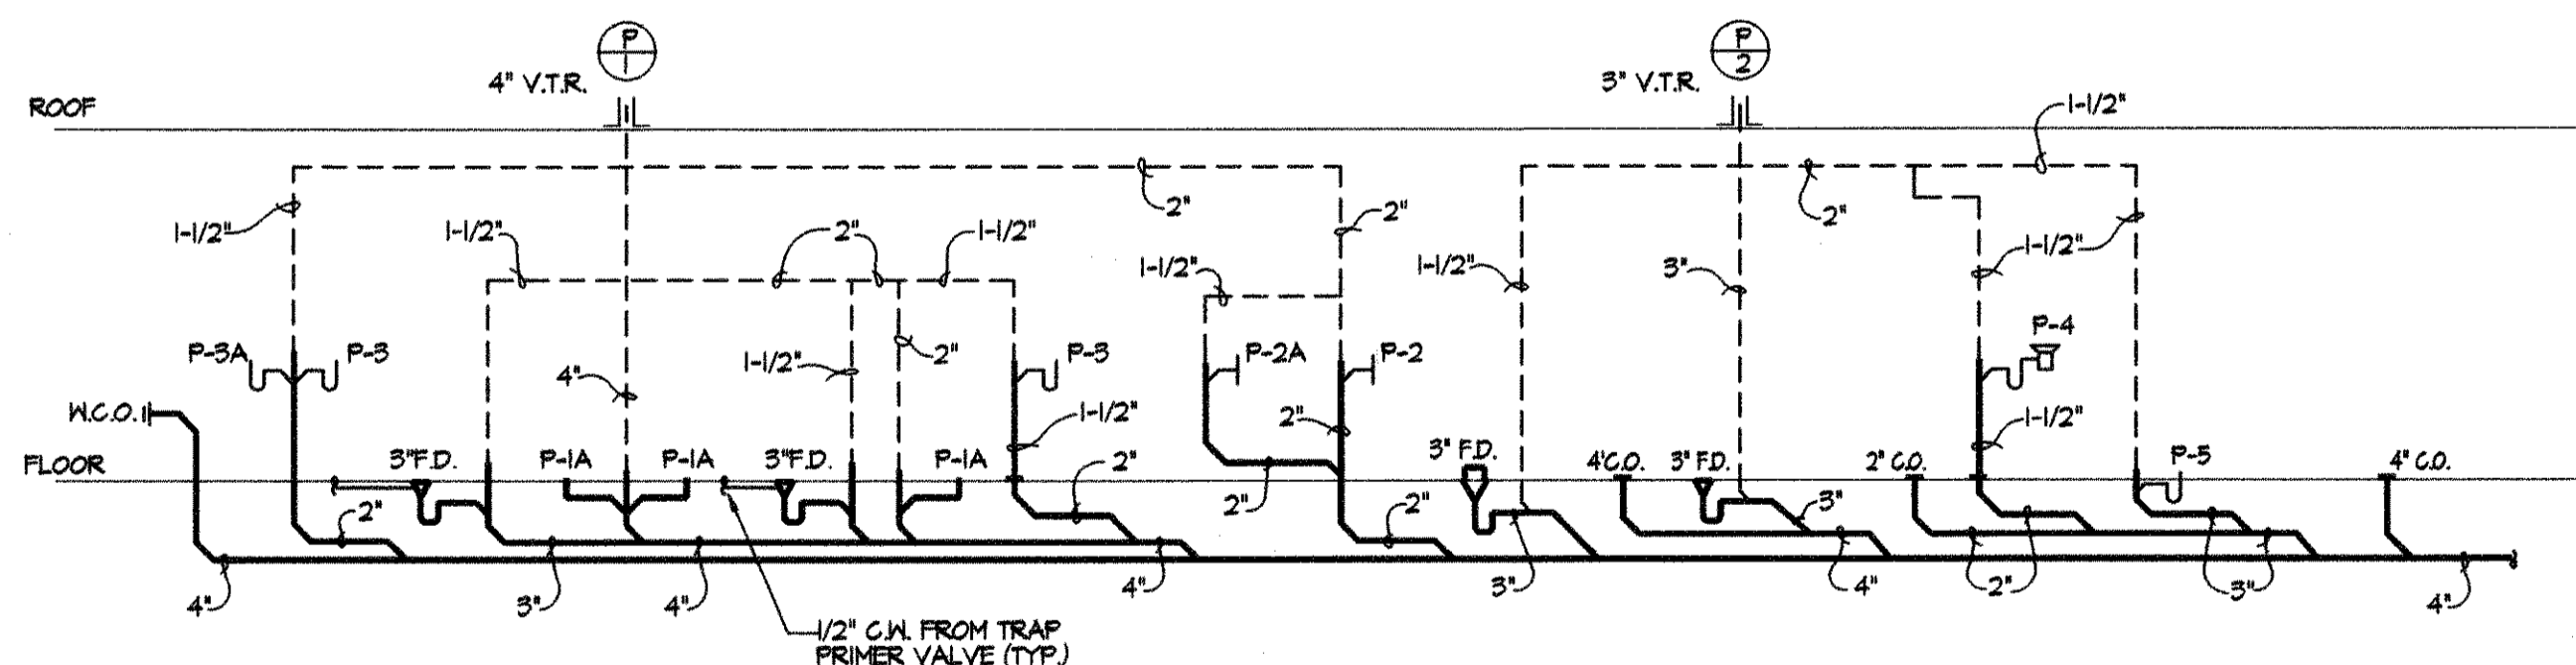 P
1
4" V.T.R.
P
2
3" V.T.R.
ROOF
1-1/2"
1-1/2"
1-1/2"
2"
1-1/2"
2"
2"
1-1/2"
1-1/2"
3"
2"
1-1/2"
P-3A
P-3
4"
1-1/2"
2"
P-3
P-2A
P-2
P-4
W.C.O.
1-1/2"
2"
1-1/2"
FLOOR
3"F.D.
P-1A
P-1A
3"F.D.
P-1A
2"
3" F.D.
4'C.O.
3" F.D.
2" C.O.
P-5
4" C.O.
2"
2"
2"
3"
4"
3"
4"
4"
3"
4"
2"
3"
4"
1/2" C.W. FROM TRAP
PRIMER VALVE (TYP.)